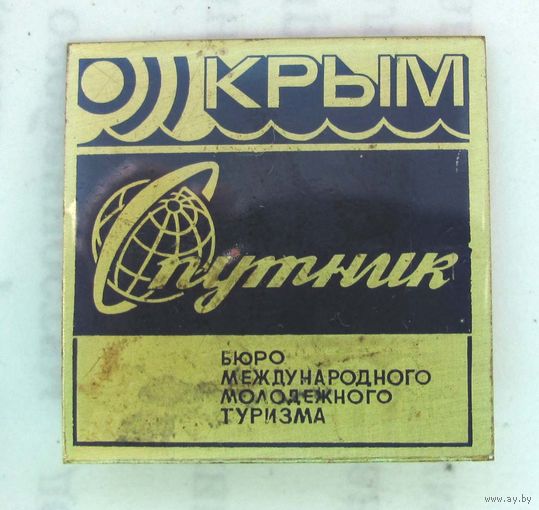 КРЫМ
Спутник
БЮРО
МЕЖДУНАРОДНОГО
МОЛОДЕЖНОГО
ТУРИЗМА
www.ay.by